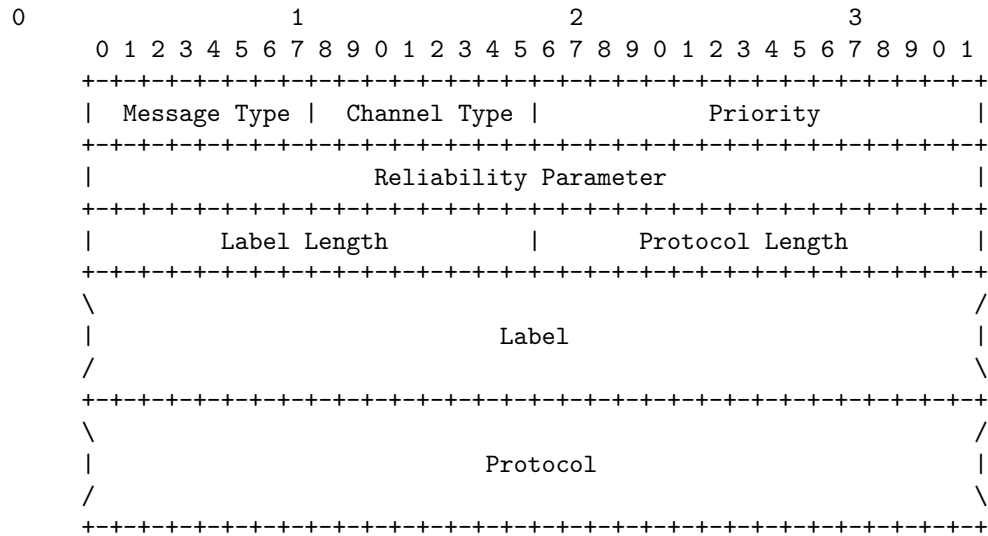 0                   1                   2                   3
 0 1 2 3 4 5 6 7 8 9 0 1 2 3 4 5 6 7 8 9 0 1 2 3 4 5 6 7 8 9 0 1
+-+-+-+-+-+-+-+-+-+-+-+-+-+-+-+-+-+-+-+-+-+-+-+-+-+-+-+-+-+-+-+-+
|  Message Type |  Channel Type |            Priority           |
+-+-+-+-+-+-+-+-+-+-+-+-+-+-+-+-+-+-+-+-+-+-+-+-+-+-+-+-+-+-+-+-+
|                    Reliability Parameter                      |
+-+-+-+-+-+-+-+-+-+-+-+-+-+-+-+-+-+-+-+-+-+-+-+-+-+-+-+-+-+-+-+-+
|         Label Length          |       Protocol Length         |
+-+-+-+-+-+-+-+-+-+-+-+-+-+-+-+-+-+-+-+-+-+-+-+-+-+-+-+-+-+-+-+-+
\                                                               /
|                             Label                             |
/                                                               \
+-+-+-+-+-+-+-+-+-+-+-+-+-+-+-+-+-+-+-+-+-+-+-+-+-+-+-+-+-+-+-+-+
\                                                               /
|                            Protocol                           |
/                                                               \
+-+-+-+-+-+-+-+-+-+-+-+-+-+-+-+-+-+-+-+-+-+-+-+-+-+-+-+-+-+-+-+-+